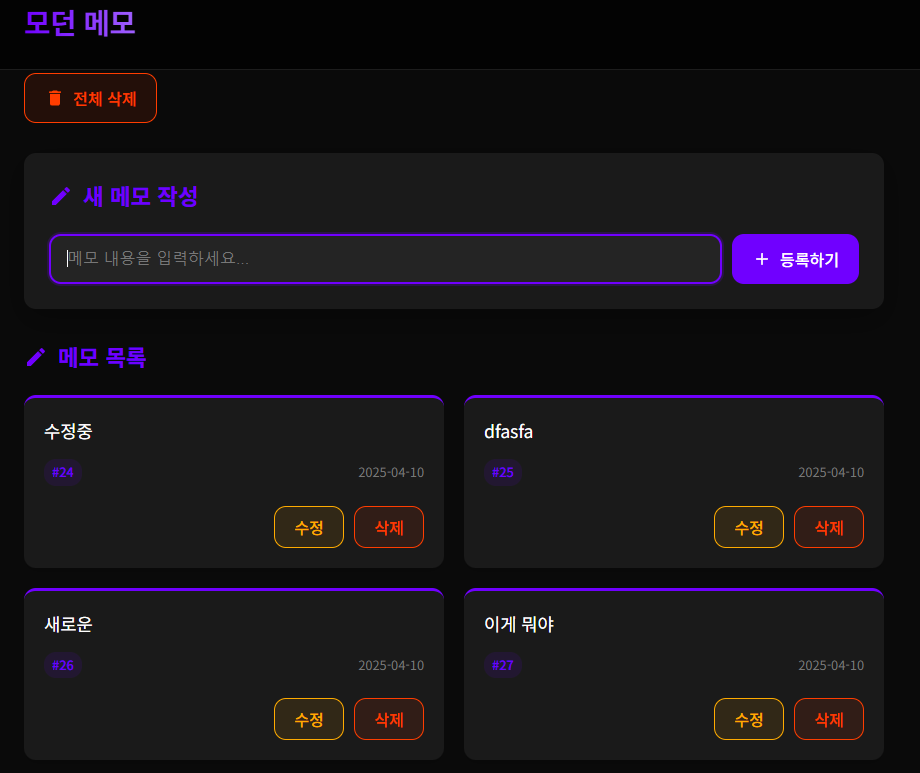 모던 메모
전체 삭제
새 메모 작성
메모 내용을 입력하세요...
+ 등록하기
메모 목록
수정중
#24 2025-04-10
수정 삭제
dfasfa
#25 2025-04-10
수정 삭제
새로운
#26 2025-04-10
수정 삭제
이게 뭐야
#27 2025-04-10
수정 삭제